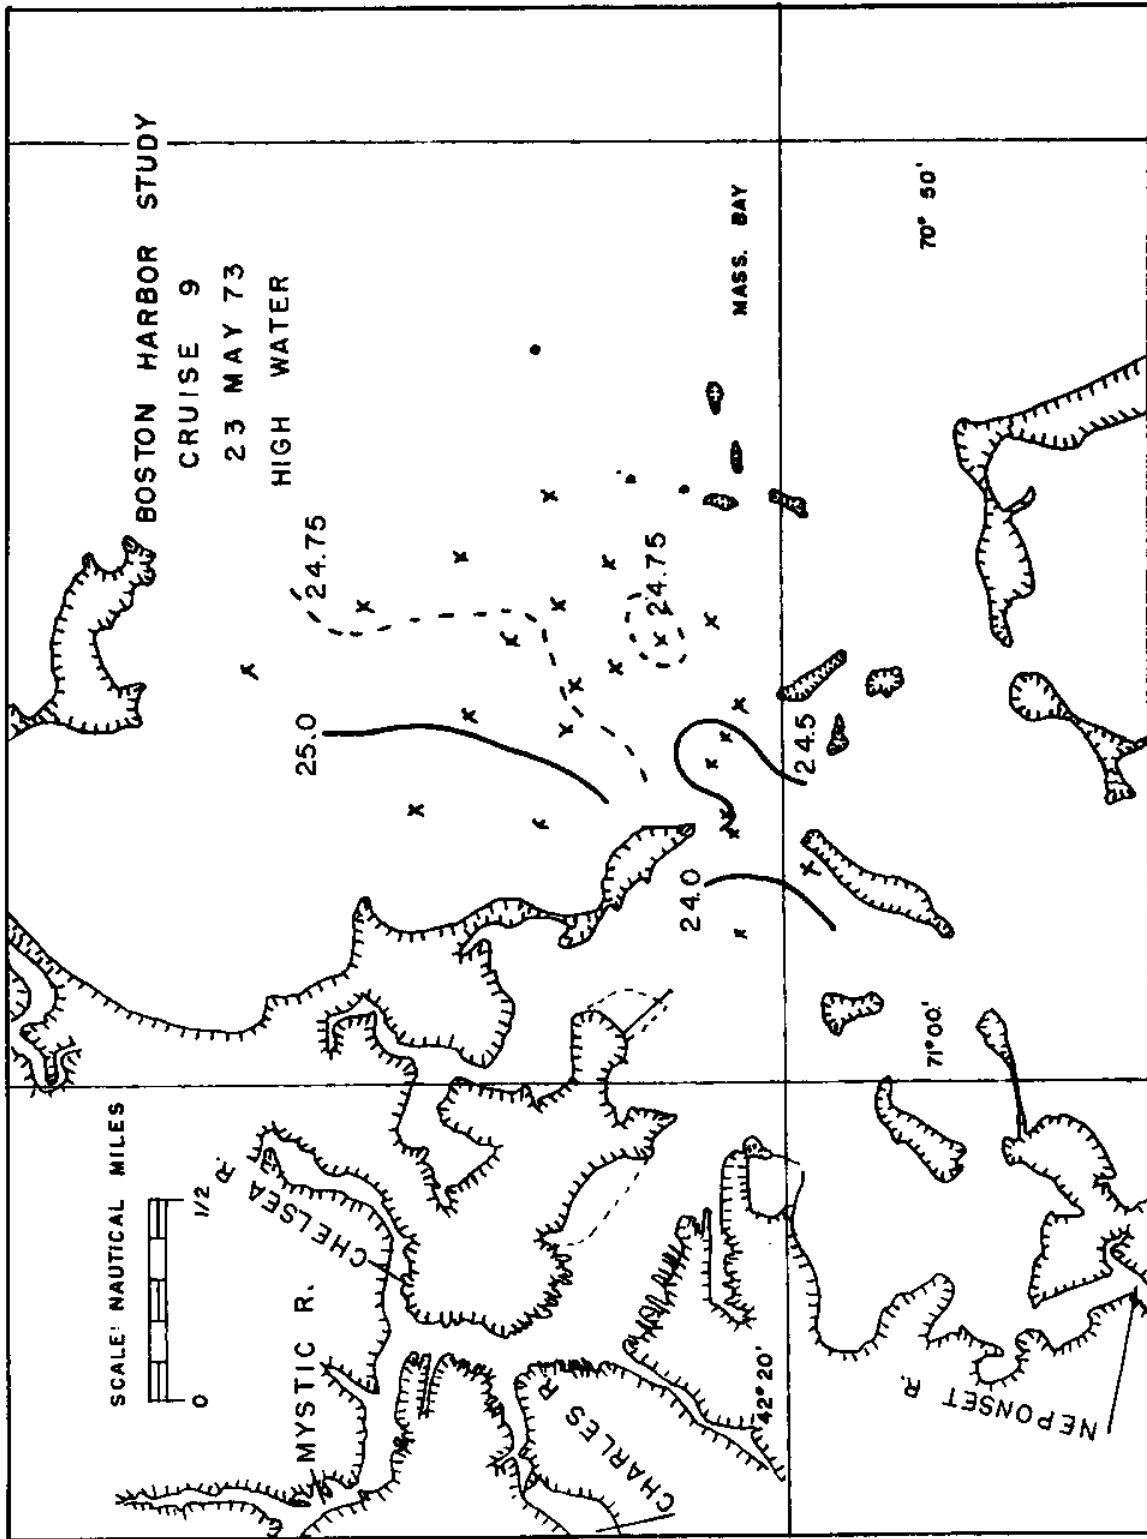 BOSTON HARBOR STUDY
CRUISE 9
23 MAY 73
HIGH WATER
SCALE: NAUTICAL MILES
0 1/2
MYSTIC R.
CHELSEA R.
CHARLES R.
NEPONSET R.
MASS. BAY
25.0
24.75
24.75
24.5
24.0
42° 20'
71° 00'
70° 50'